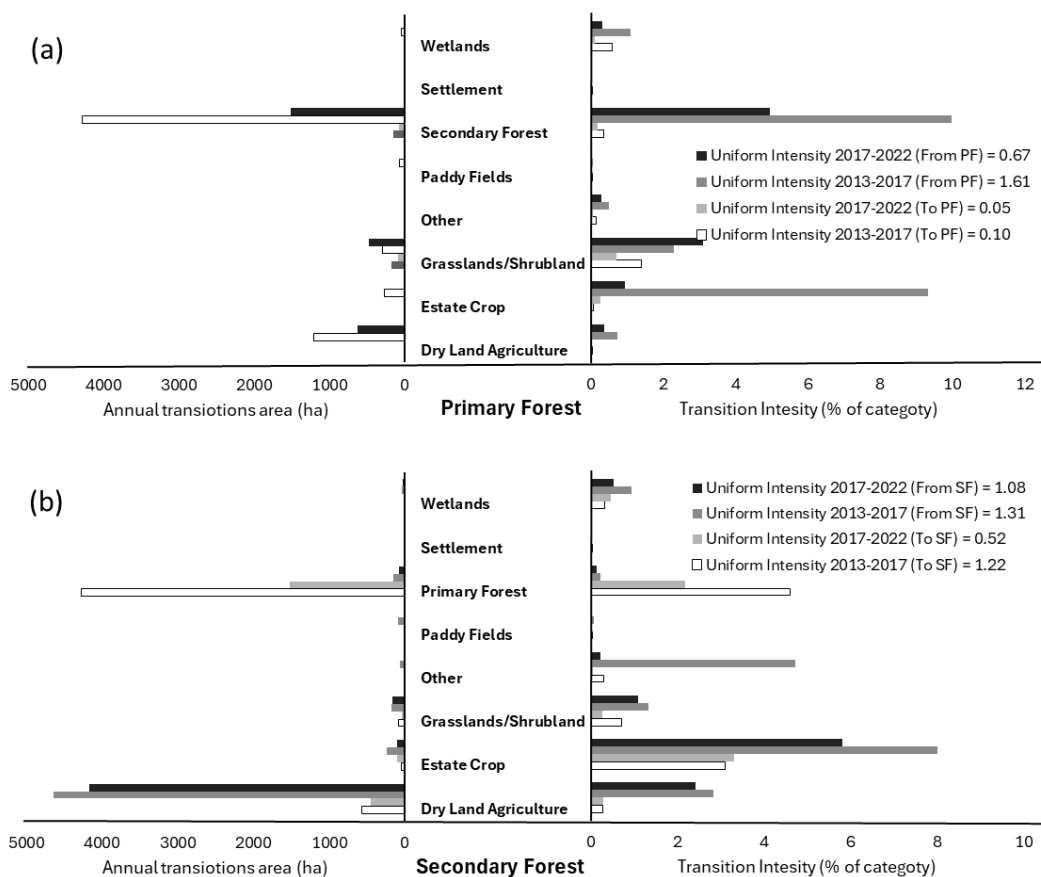 (a)
Wetlands
Settlement
Secondary Forest
Paddy Fields
Other
Grasslands/Shrubland
Estate Crop
Dry Land Agriculture
Uniform Intensity 2017-2022 (From PF) = 0.67
Uniform Intensity 2013-2017 (From PF) = 1.61
Uniform Intensity 2017-2022 (To PF) = 0.05
Uniform Intensity 2013-2017 (To PF) = 0.10
5000 4000 3000 2000 1000 0 0 2 4 6 8 10 12
Annual transiotions area (ha) Primary Forest Transition Intesity (% of categoty)
(b)
Wetlands
Settlement
Primary Forest
Paddy Fields
Other
Grasslands/Shrubland
Estate Crop
Dry Land Agriculture
Uniform Intensity 2017-2022 (From SF) = 1.08
Uniform Intensity 2013-2017 (From SF) = 1.31
Uniform Intensity 2017-2022 (To SF) = 0.52
Uniform Intensity 2013-2017 (To SF) = 1.22
5000 4000 3000 2000 1000 0 0 2 4 6 8 10
Annual transiotions area (ha) Secondary Forest Transition Intesity (% of categoty)